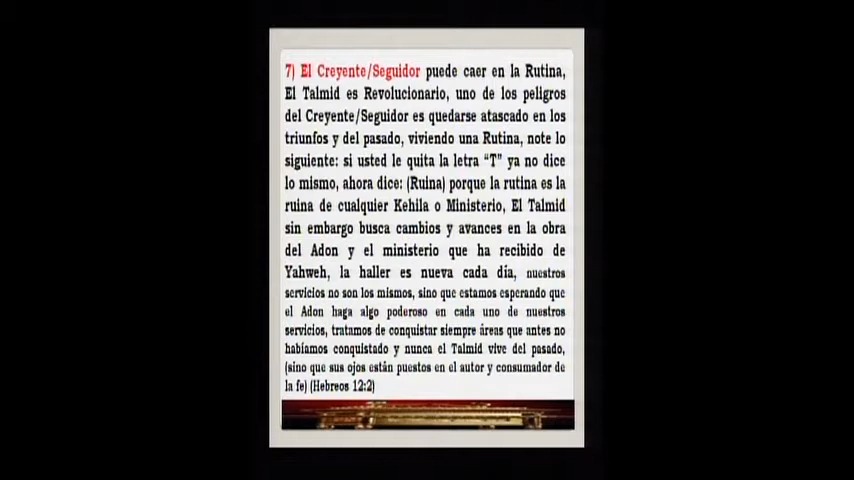 7) El Creyente/Seguidor puede caer en la Rutina,
El Talmid es Revolucionario, uno de los peligros
del Creyente/Seguidor es quedarse atascado en los
triunfos y del pasado, viviendo una Rutina, note lo
siguiente: si usted le quita la letra “T” ya no dice
lo mismo, ahora dice: (Ruina) porque la rutina es la
ruina de cualquier Kehila o Ministerio, El Talmid
sin embargo busca cambios y avances en la obra
del Adon y el ministerio que ha recibido de
Yahweh, la haller es nueva cada día, nuestros
servicios no son los mismos, sino que estamos esperando que
el Adon haga algo poderoso en cada uno de nuestros
servicios, tratamos de conquistar siempre áreas que antes no
habíamos conquistado y nunca el Talmid vive del pasado,
(sino que sus ojos están puestos en el autor y consumador de
la fe) (Hebreos 12:2)